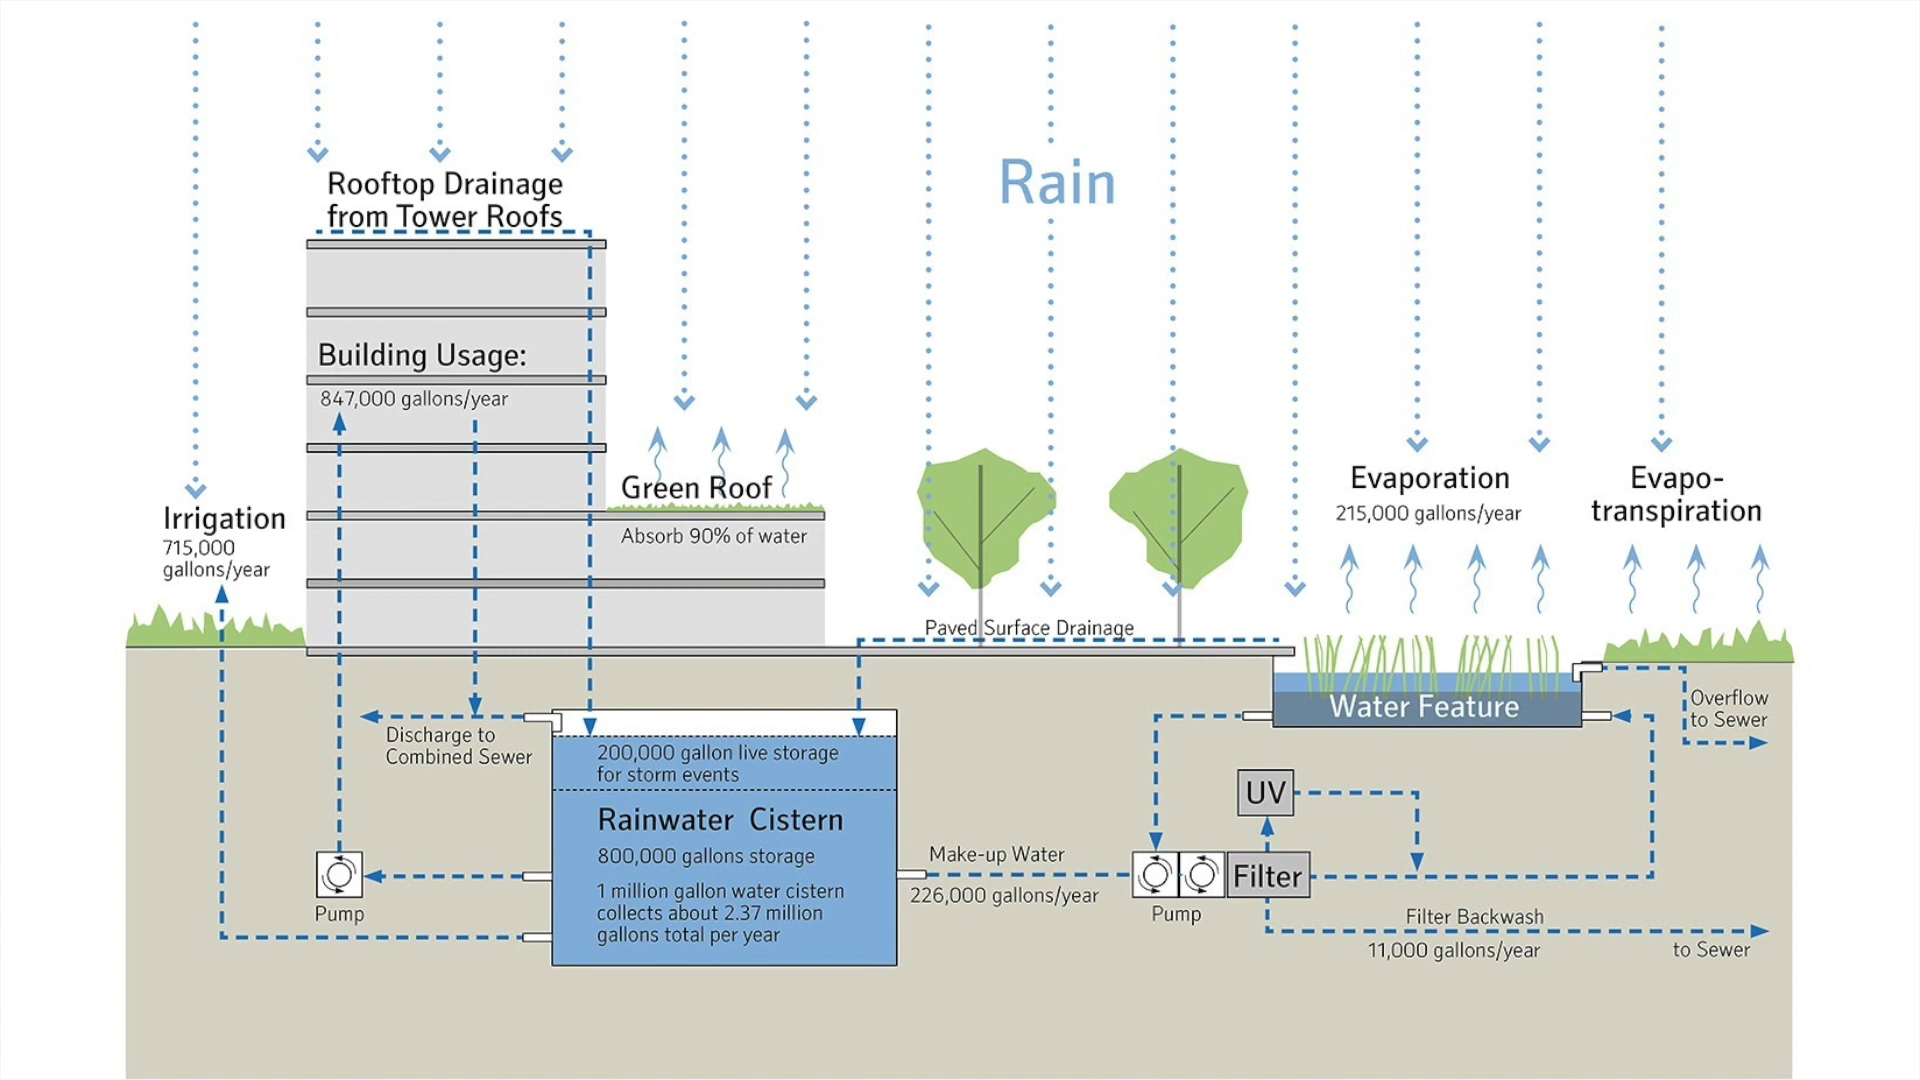 Rain
Rooftop Drainage
from Tower Roofs
Building Usage:
847,000 gallons/year
Green Roof
Absorb 90% of water
Irrigation
715,000
gallons/year
Evaporation
215,000 gallons/year
Evapo-
transpiration
Paved Surface Drainage
Water Feature
Overflow
to Sewer
Discharge to
Combined Sewer
200,000 gallon live storage
for storm events
Rainwater Cistern
800,000 gallons storage
1 million gallon water cistern
collects about 2.37 million
gallons total per year
Pump
Make-up Water
226,000 gallons/year
Pump
UV
Filter
Filter Backwash
11,000 gallons/year
to Sewer